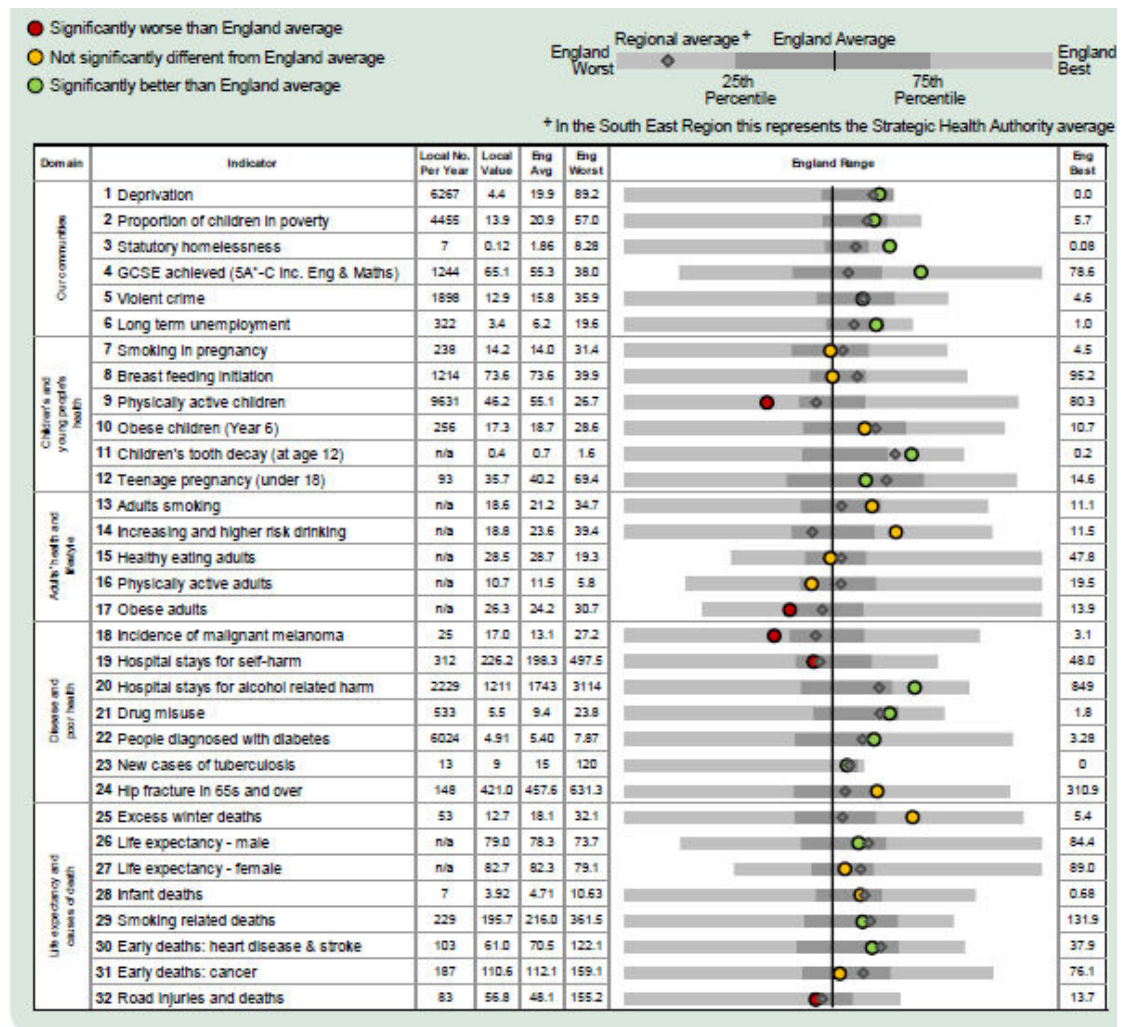 Significantly worse than England average
Not significantly different from England average
Significantly better than England average
Regional average + England Average
England Worst
England Best
25th Percentile
75th Percentile
+ In the South East Region this represents the Strategic Health Authority average
Domain Indicator Local No. Per Year Local Value Eng Avg Eng Worst England Range Eng Best
Our communities
1 Deprivation 6267 4.4 19.9 89.2 0.0
2 Proportion of children in poverty 4455 13.9 20.9 57.0 5.7
3 Statutory homelessness 7 0.12 1.86 8.28 0.08
4 GCSE achieved (5A*-C inc. Eng & Maths) 1244 65.1 55.3 38.0 78.6
5 Violent crime 1898 12.9 15.8 35.9 4.6
6 Long term unemployment 322 3.4 6.2 19.6 1.0
Children's and young people's health
7 Smoking in pregnancy 238 14.2 14.0 31.4 4.5
8 Breast feeding initiation 1214 73.6 73.6 39.9 95.2
9 Physically active children 9631 46.2 55.1 26.7 80.3
10 Obese children (Year 6) 256 17.3 18.7 28.6 10.7
11 Children's tooth decay (at age 12) n/a 0.4 0.7 1.6 0.2
12 Teenage pregnancy (under 18) 93 35.7 40.2 69.4 14.6
Adults' health and lifestyle
13 Adults smoking n/a 18.6 21.2 34.7 11.1
14 Increasing and higher risk drinking n/a 18.8 23.6 39.4 11.5
15 Healthy eating adults n/a 28.5 28.7 19.3 47.8
16 Physically active adults n/a 10.7 11.5 5.8 19.5
17 Obese adults n/a 26.3 24.2 30.7 13.9
Disease and poor health
18 Incidence of malignant melanoma 25 17.0 13.1 27.2 3.1
19 Hospital stays for self-harm 312 226.2 198.3 497.5 48.0
20 Hospital stays for alcohol related harm 2229 1211 1743 3114 849
21 Drug misuse 533 5.5 9.4 23.8 1.8
22 People diagnosed with diabetes 6024 4.91 5.40 7.87 3.28
23 New cases of tuberculosis 13 9 15 120 0
24 Hip fracture in 65s and over 148 421.0 457.6 631.3 310.9
Life expectancy and causes of death
25 Excess winter deaths 53 12.7 18.1 32.1 5.4
26 Life expectancy - male n/a 79.0 78.3 73.7 84.4
27 Life expectancy - female n/a 82.7 82.3 79.1 89.0
28 Infant deaths 7 3.92 4.71 10.63 0.68
29 Smoking related deaths 229 195.7 216.0 361.5 131.9
30 Early deaths: heart disease & stroke 103 61.0 70.5 122.1 37.9
31 Early deaths: cancer 187 110.6 112.1 159.1 76.1
32 Road injuries and deaths 83 56.8 48.1 155.2 13.7